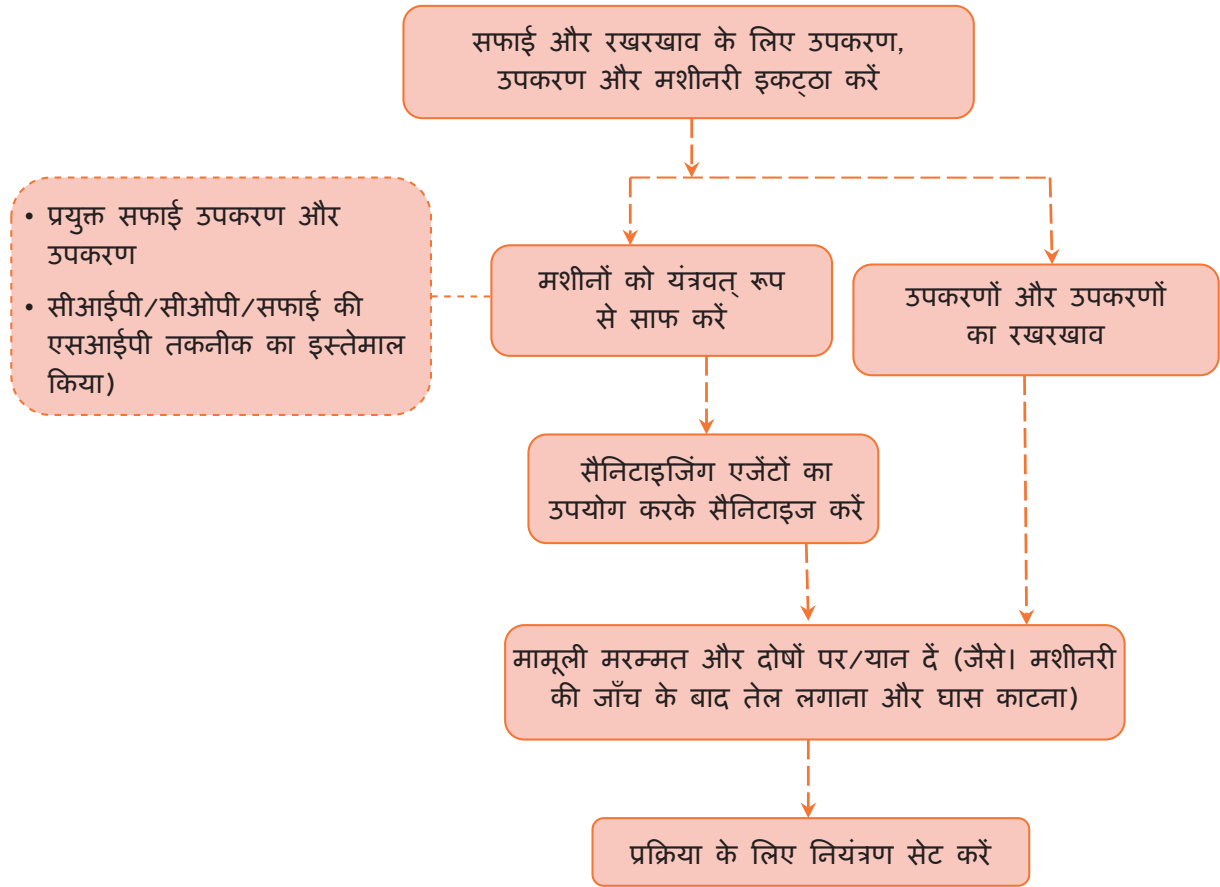 सफाई और रखरखाव के लिए उपकरण,
उपकरण और मशीनरी इकट्ठा करें
• प्रयुक्त सफाई उपकरण और
उपकरण
• सीआईपी/सीओपी/सफाई की
एसआईपी तकनीक का इस्तेमाल
किया)
मशीनों को यंत्रवत् रूप
से साफ करें
उपकरणों और उपकरणों
का रखरखाव
सैनिटाइजिंग एजेंटों का
उपयोग करके सैनिटाइज करें
मामूली मरम्मत और दोषों पर/यान दें (जैसे। मशीनरी
की जाँच के बाद तेल लगाना और घास काटना)
प्रक्रिया के लिए नियंत्रण सेट करें